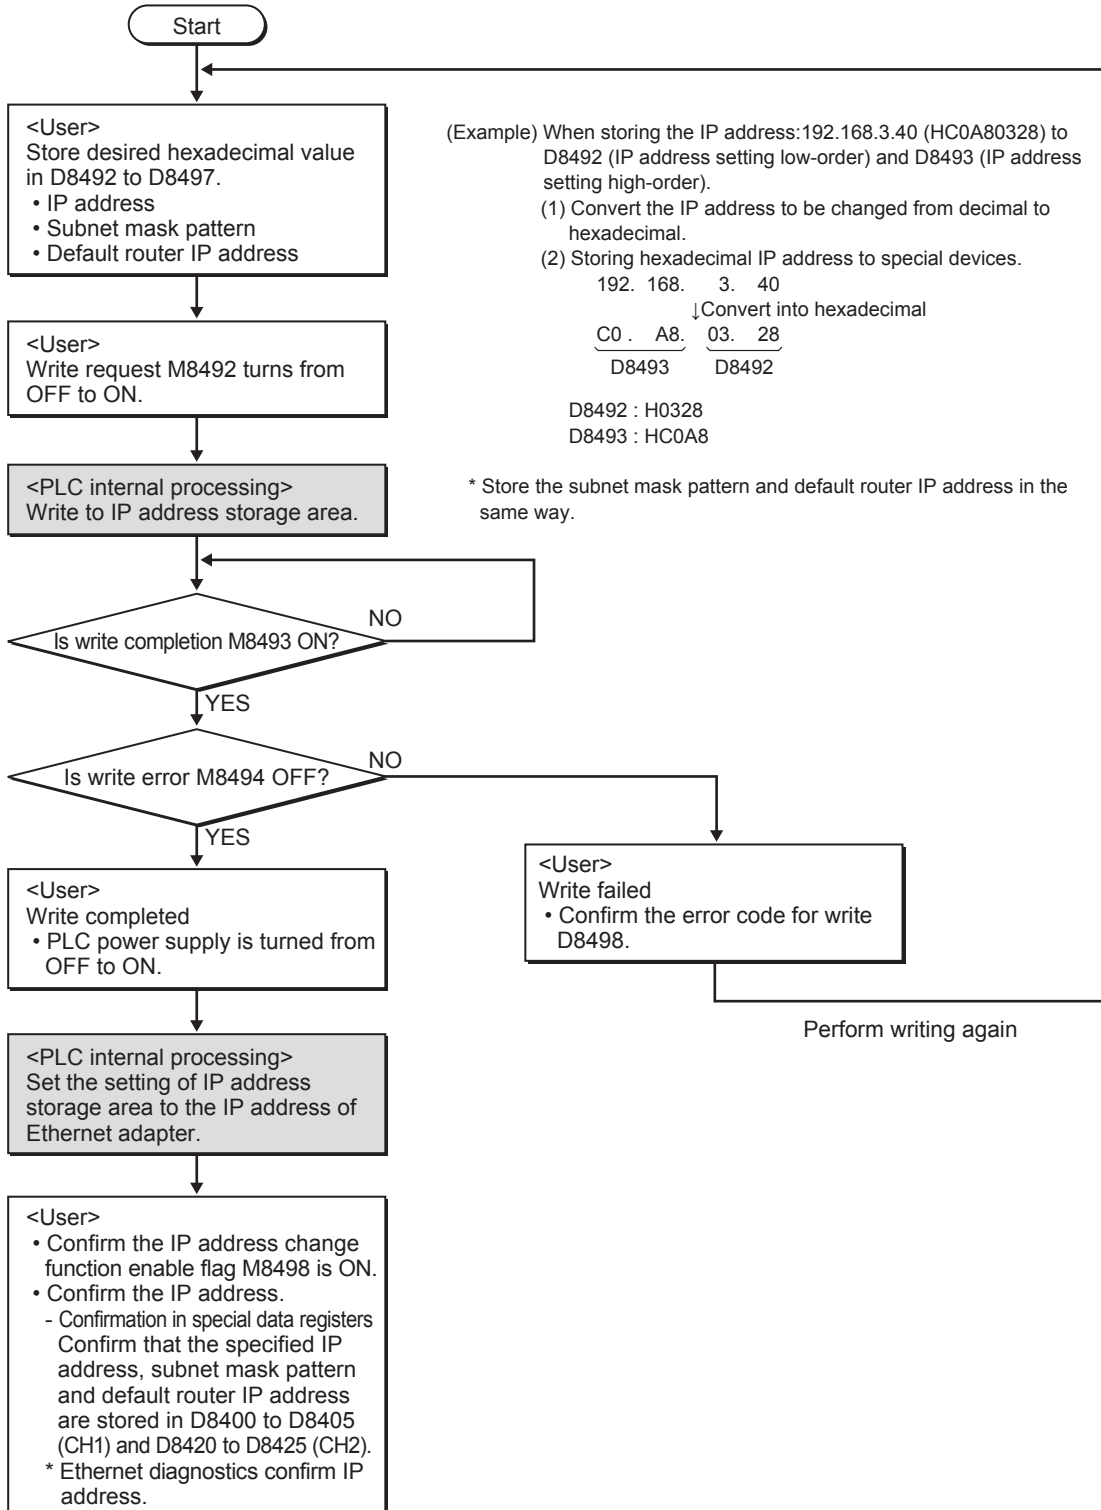 Start
<User>
Store desired hexadecimal value
in D8492 to D8497.
• IP address
• Subnet mask pattern
• Default router IP address
(Example) When storing the IP address:192.168.3.40 (HC0A80328) to
D8492 (IP address setting low-order) and D8493 (IP address
setting high-order).
(1) Convert the IP address to be changed from decimal to
hexadecimal.
(2) Storing hexadecimal IP address to special devices.
192. 168. 3. 40
↓Convert into hexadecimal
C0 . A8. 03. 28
D8493 D8492
D8492 : H0328
D8493 : HC0A8
* Store the subnet mask pattern and default router IP address in the
same way.
<User>
Write request M8492 turns from
OFF to ON.
<PLC internal processing>
Write to IP address storage area.
Is write completion M8493 ON?
NO
YES
Is write error M8494 OFF?
NO
YES
<User>
Write completed
• PLC power supply is turned from
OFF to ON.
<User>
Write failed
• Confirm the error code for write
D8498.
Perform writing again
<PLC internal processing>
Set the setting of IP address
storage area to the IP address of
Ethernet adapter.
<User>
• Confirm the IP address change
function enable flag M8498 is ON.
• Confirm the IP address.
- Confirmation in special data registers
Confirm that the specified IP
address, subnet mask pattern
and default router IP address
are stored in D8400 to D8405
(CH1) and D8420 to D8425 (CH2).
* Ethernet diagnostics confirm IP
address.